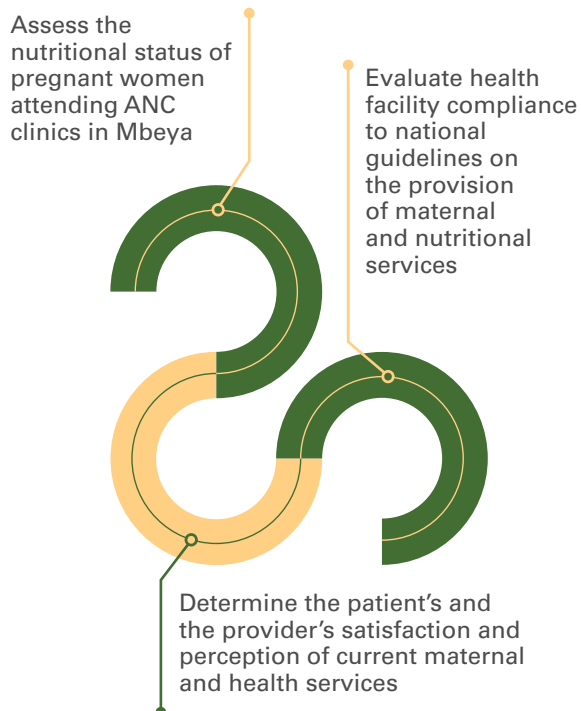 Assess the
nutritional status of
pregnant women
attending ANC
clinics in Mbeya
Evaluate health
facility compliance
to national
guidelines on
the provision
of maternal
and nutritional
services
Determine the patient’s and
the provider’s satisfaction and
perception of current maternal
and health services